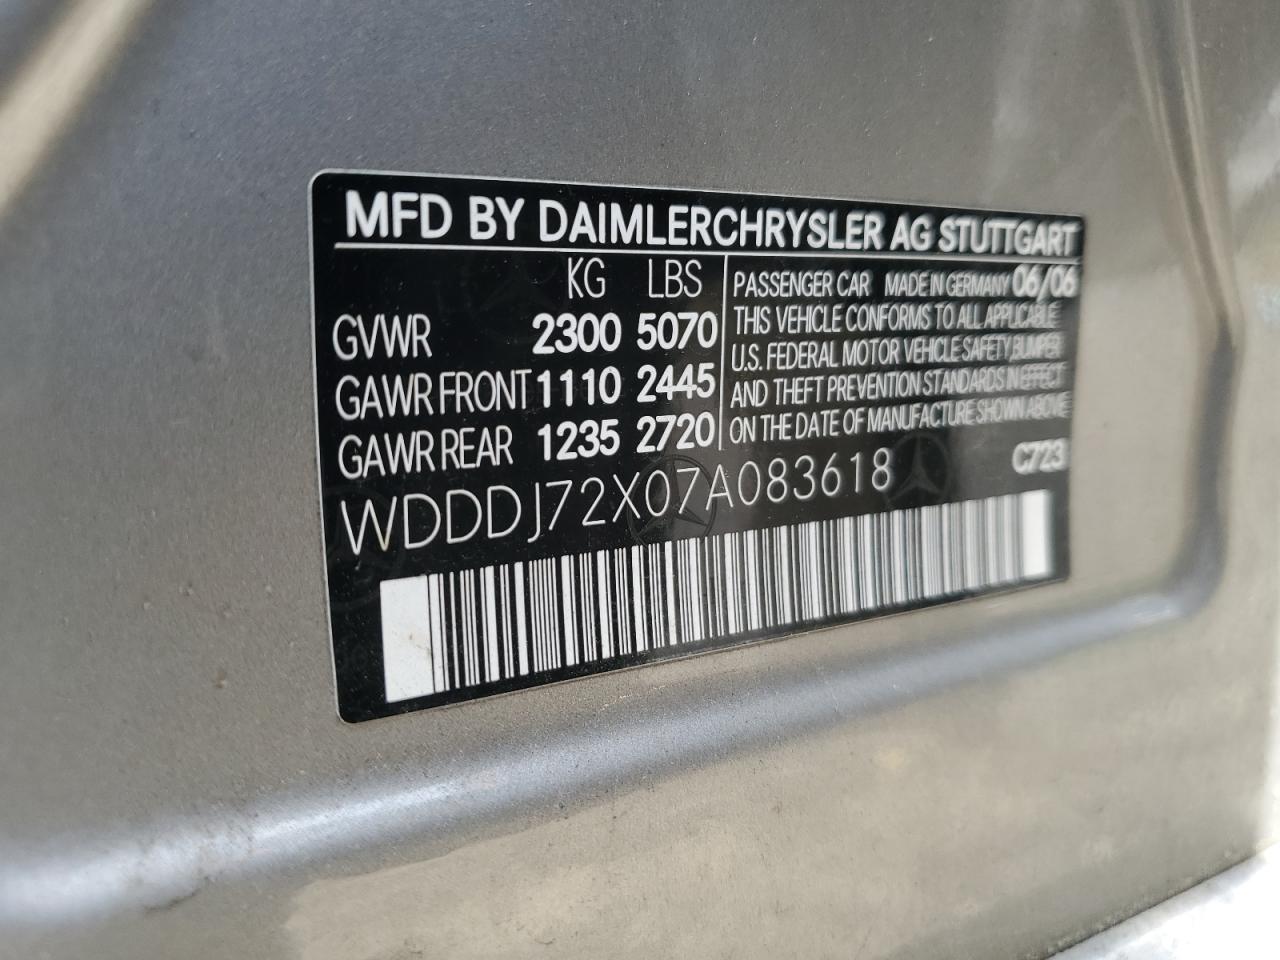 MFD BY DAIMLERCHRYSLER AG STUTTGART
KG LBS
GVWR 2300 5070
GAWR FRONT 1110 2445
GAWR REAR 1235 2720
PASSENGER CAR MADE IN GERMANY 06/06
THIS VEHICLE CONFORMS TO ALL APPLICABLE
U.S. FEDERAL MOTOR VEHICLE SAFETY,BUMPER
AND THEFT PREVENTION STANDARDS IN EFFECT
ON THE DATE OF MANUFACTURE SHOWN ABOVE
C723
WDDDJ72X07A083618